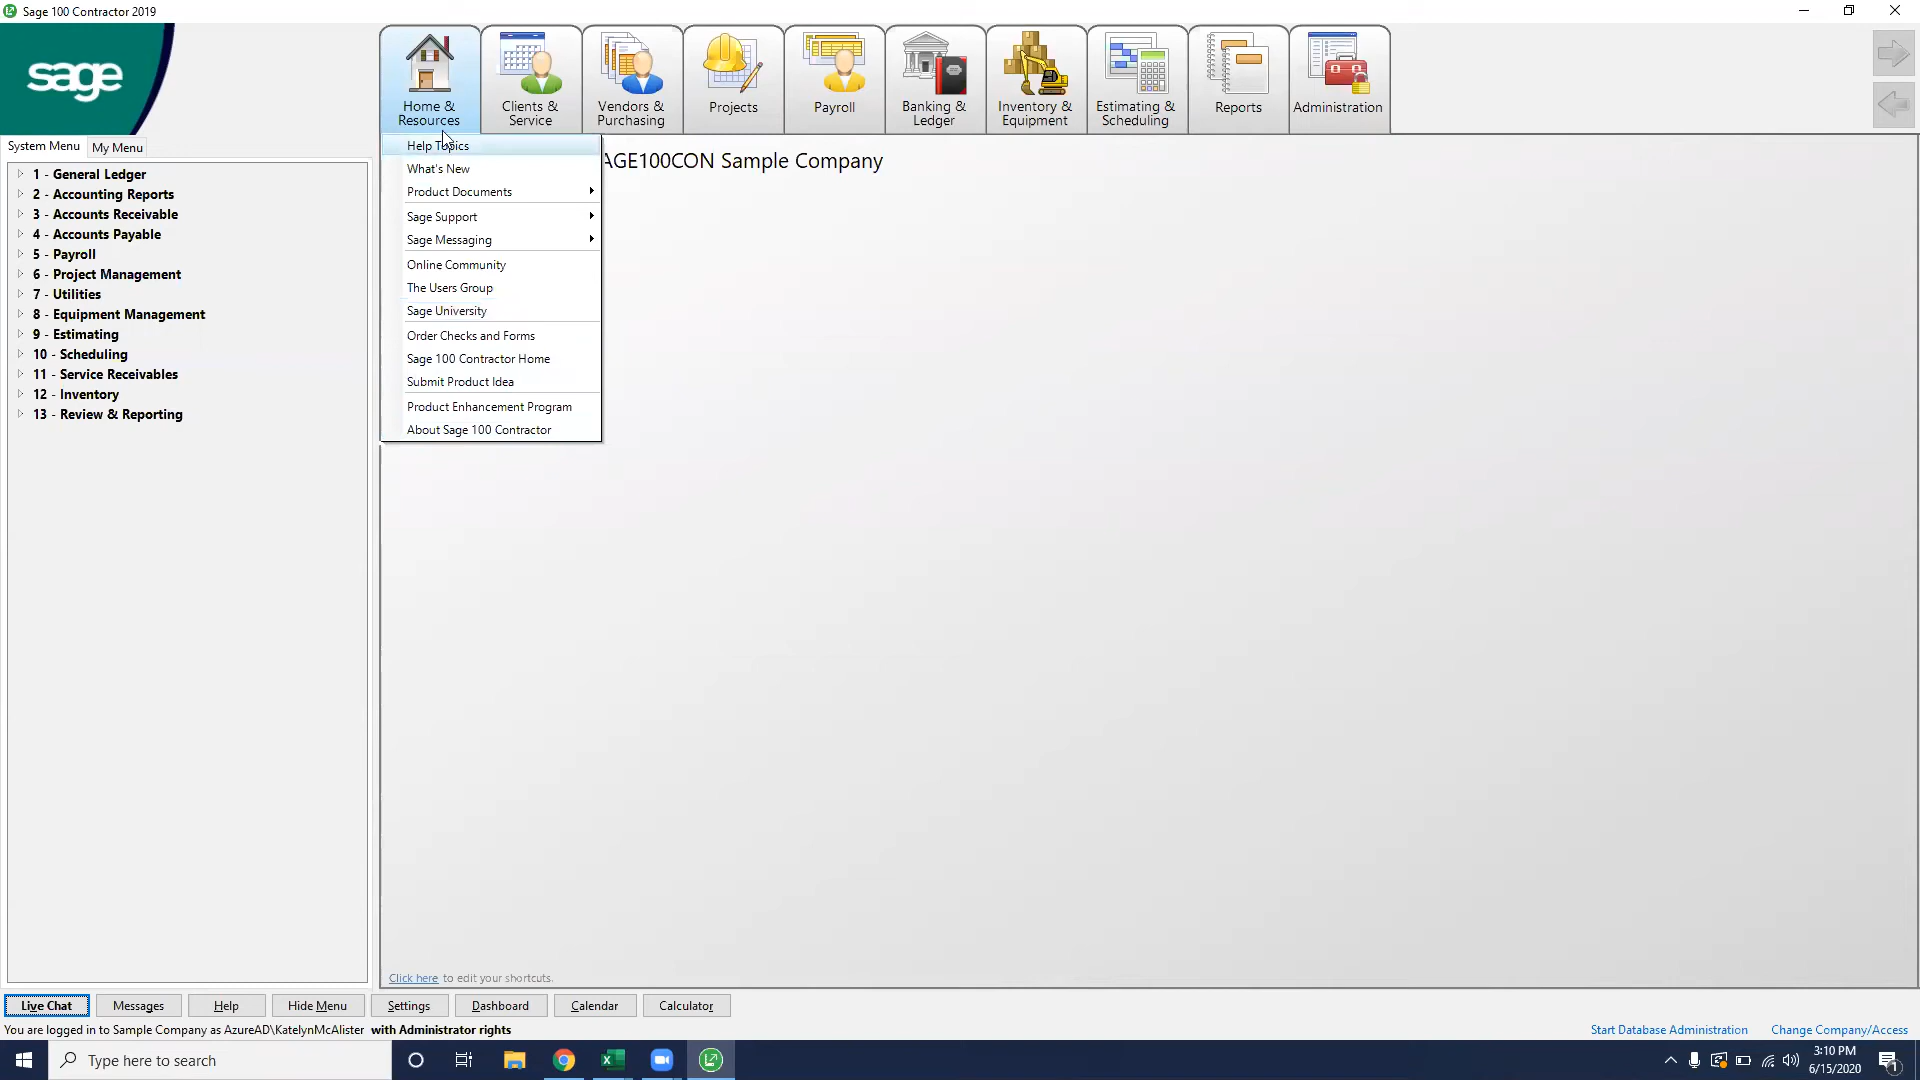 Sage 100 Contractor 2019
sage
Home & Resources
Clients & Service
Vendors & Purchasing
Projects
Payroll
Banking & Ledger
Inventory & Equipment
Estimating & Scheduling
Reports
Administration
System Menu
My Menu
1 - General Ledger
2 - Accounting Reports
3 - Accounts Receivable
4 - Accounts Payable
5 - Payroll
6 - Project Management
7 - Utilities
8 - Equipment Management
9 - Estimating
10 - Scheduling
11 - Service Receivables
12 - Inventory
13 - Review & Reporting
Help Topics
What's New
Product Documents
Sage Support
Sage Messaging
Online Community
The Users Group
Sage University
Order Checks and Forms
Sage 100 Contractor Home
Submit Product Idea
Product Enhancement Program
About Sage 100 Contractor
AGE100CON Sample Company
Click here to edit your shortcuts.
Live Chat
Messages
Help
Hide Menu
Settings
Dashboard
Calendar
Calculator
You are logged in to Sample Company as AzureAD\KatelynMcAlister with Administrator rights
Start Database Administration
Change Company/Access
Type here to search
3:10 PM
6/15/2020
1